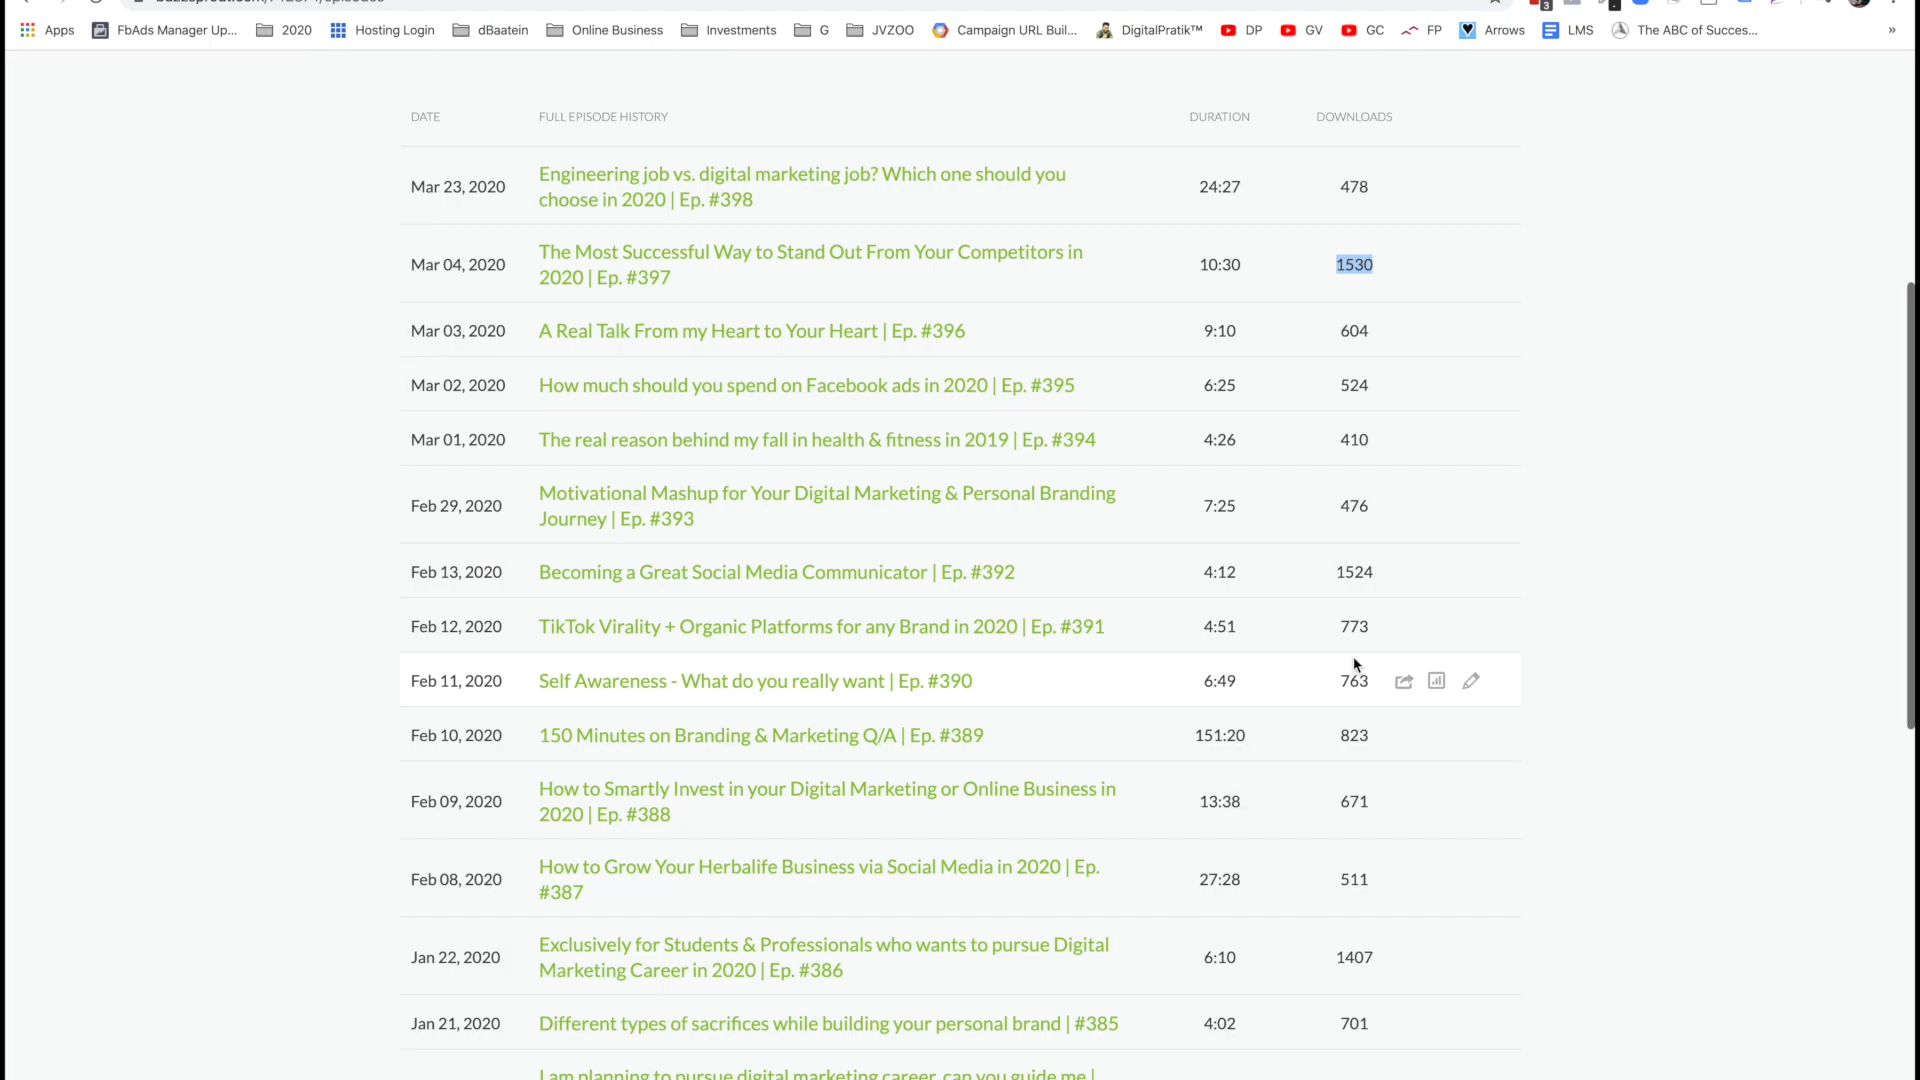 3
Apps FbAds Manager Up... 2020 Hosting Login dBaatein Online Business Investments G JVZOO Campaign URL Buil... DigitalPratik™ DP GV GC FP Arrows LMS The ABC of Succes... »
DATE FULL EPISODE HISTORY DURATION DOWNLOADS
Mar 23, 2020 Engineering job vs. digital marketing job? Which one should you 24:27 478
choose in 2020 | Ep. #398
Mar 04, 2020 The Most Successful Way to Stand Out From Your Competitors in 10:30 1530
2020 | Ep. #397
Mar 03, 2020 A Real Talk From my Heart to Your Heart | Ep. #396 9:10 604
Mar 02, 2020 How much should you spend on Facebook ads in 2020 | Ep. #395 6:25 524
Mar 01, 2020 The real reason behind my fall in health & fitness in 2019 | Ep. #394 4:26 410
Feb 29, 2020 Motivational Mashup for Your Digital Marketing & Personal Branding 7:25 476
Journey | Ep. #393
Feb 13, 2020 Becoming a Great Social Media Communicator | Ep. #392 4:12 1524
Feb 12, 2020 TikTok Virality + Organic Platforms for any Brand in 2020 | Ep. #391 4:51 773
Feb 11, 2020 Self Awareness - What do you really want | Ep. #390 6:49 763
Feb 10, 2020 150 Minutes on Branding & Marketing Q/A | Ep. #389 151:20 823
Feb 09, 2020 How to Smartly Invest in your Digital Marketing or Online Business in 13:38 671
2020 | Ep. #388
Feb 08, 2020 How to Grow Your Herbalife Business via Social Media in 2020 | Ep. 27:28 511
#387
Jan 22, 2020 Exclusively for Students & Professionals who wants to pursue Digital 6:10 1407
Marketing Career in 2020 | Ep. #386
Jan 21, 2020 Different types of sacrifices while building your personal brand | #385 4:02 701
I am planning to pursue digital marketing career, can you guide me |